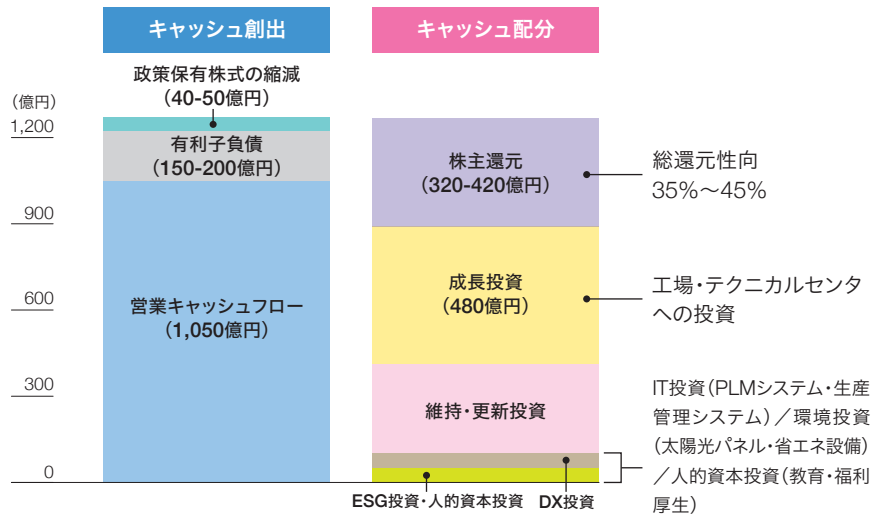 キャッシュ創出
キャッシュ配分
政策保有株式の縮減
（40-50億円）
（億円）
1,200
900
600
300
0
有利子負債
（150-200億円）
営業キャッシュフロー
（1,050億円）
株主還元
（320-420億円）
成長投資
（480億円）
維持・更新投資
ESG投資・人的資本投資
DX投資
総還元性向
35%～45%
工場・テクニカルセンタ
への投資
IT投資（PLMシステム・生産
管理システム）／環境投資
（太陽光パネル・省エネ設備）
／人的資本投資（教育・福利
厚生）